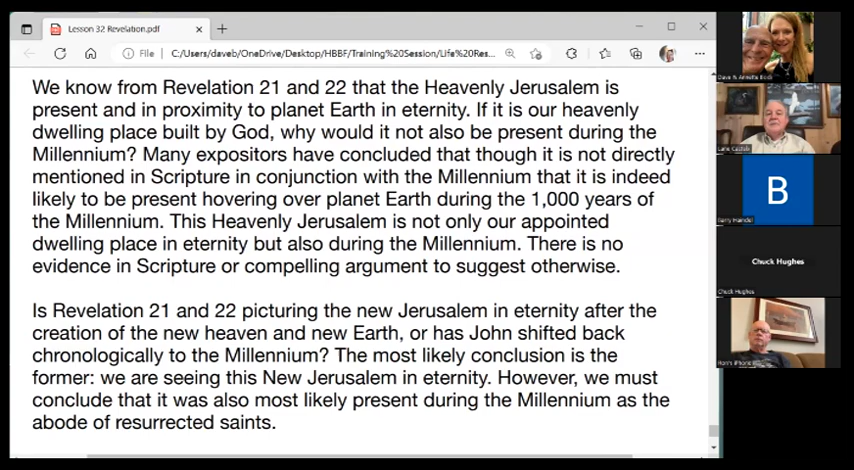 Lesson 32 Revelation.pdf
File
C:/Users/daveb/OneDrive/Desktop/HBBF/Training%20Session/Life%20Res...
We know from Revelation 21 and 22 that the Heavenly Jerusalem is
present and in proximity to planet Earth in eternity. If it is our heavenly
dwelling place built by God, why would it not also be present during the
Millennium? Many expositors have concluded that though it is not directly
mentioned in Scripture in conjunction with the Millennium that it is indeed
likely to be present hovering over planet Earth during the 1,000 years of
the Millennium. This Heavenly Jerusalem is not only our appointed
dwelling place in eternity but also during the Millennium. There is no
evidence in Scripture or compelling argument to suggest otherwise.
Is Revelation 21 and 22 picturing the new Jerusalem in eternity after the
creation of the new heaven and new Earth, or has John shifted back
chronologically to the Millennium? The most likely conclusion is the
former: we are seeing this New Jerusalem in eternity. However, we must
conclude that it was also most likely present during the Millennium as the
abode of resurrected saints.
Dave & Annette
B
Barry
Chuck Hughes
Chuck Hughes
Ron's iPhone